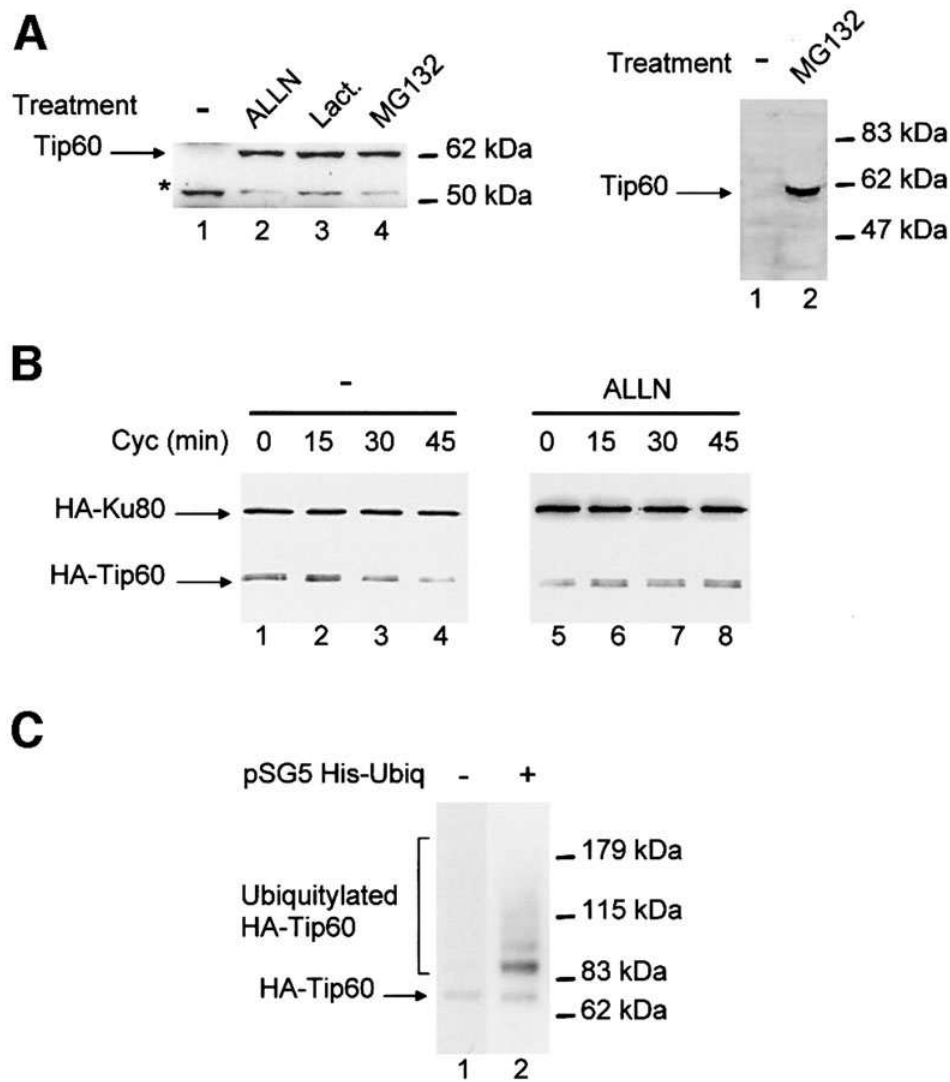 A
Treatment - ALLN Lact. MG132
Tip60 62 kDa
* 50 kDa
1 2 3 4
Treatment - MG132
83 kDa
Tip60 62 kDa
47 kDa
1 2
B
- ALLN
Cyc (min) 0 15 30 45 0 15 30 45
HA-Ku80
HA-Tip60
1 2 3 4 5 6 7 8
C
pSG5 His-Ubiq - +
179 kDa
Ubiquitylated
HA-Tip60
115 kDa
83 kDa
HA-Tip60
62 kDa
1 2